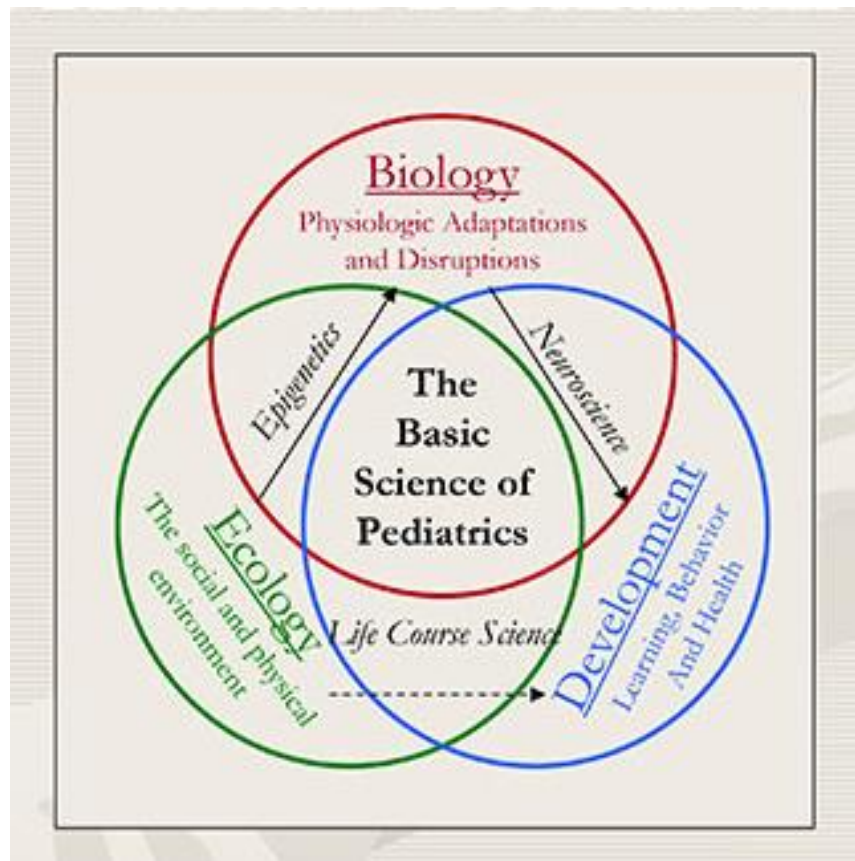 Biology
Physiologic Adaptations
and Disruptions
Epigenetics
Neuroscience
The
Basic
Science of
Pediatrics
Ecology
The social and physical
environment
Life Course Science
Development
Learning, Behavior
And Health